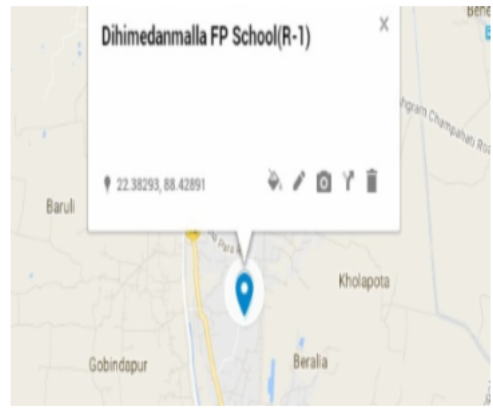 Dihimedanmalla FP School(R-1)
22.38293, 88.42891
Baruli
Kholapota
Gobindapur
Beralia